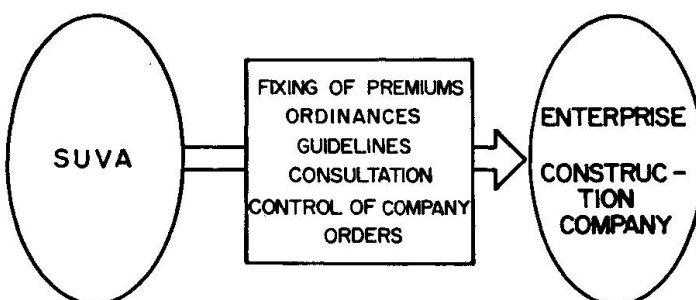 SUVA
FIXING OF PREMIUMS
ORDINANCES
GUIDELINES
CONSULTATION
CONTROL OF COMPANY
ORDERS
ENTERPRISE
CONSTRUC-
TION
COMPANY